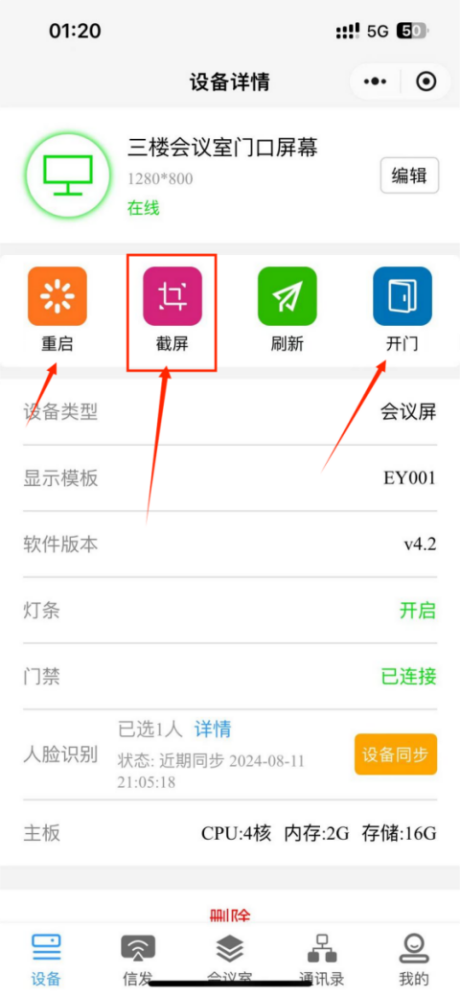 01:20 5G 50
设备详情
三楼会议室门口屏幕
1280*800
编辑
在线
重启 截屏 刷新 开门
设备类型 会议屏
显示模板 EY001
软件版本 v4.2
灯条 开启
门禁 已连接
人脸识别 已选1人 详情
状态: 近期同步 2024-08-11
21:05:18
设备同步
主板 CPU:4核 内存:2G 存储:16G
删除
设备 信发 会议室 通讯录 我的